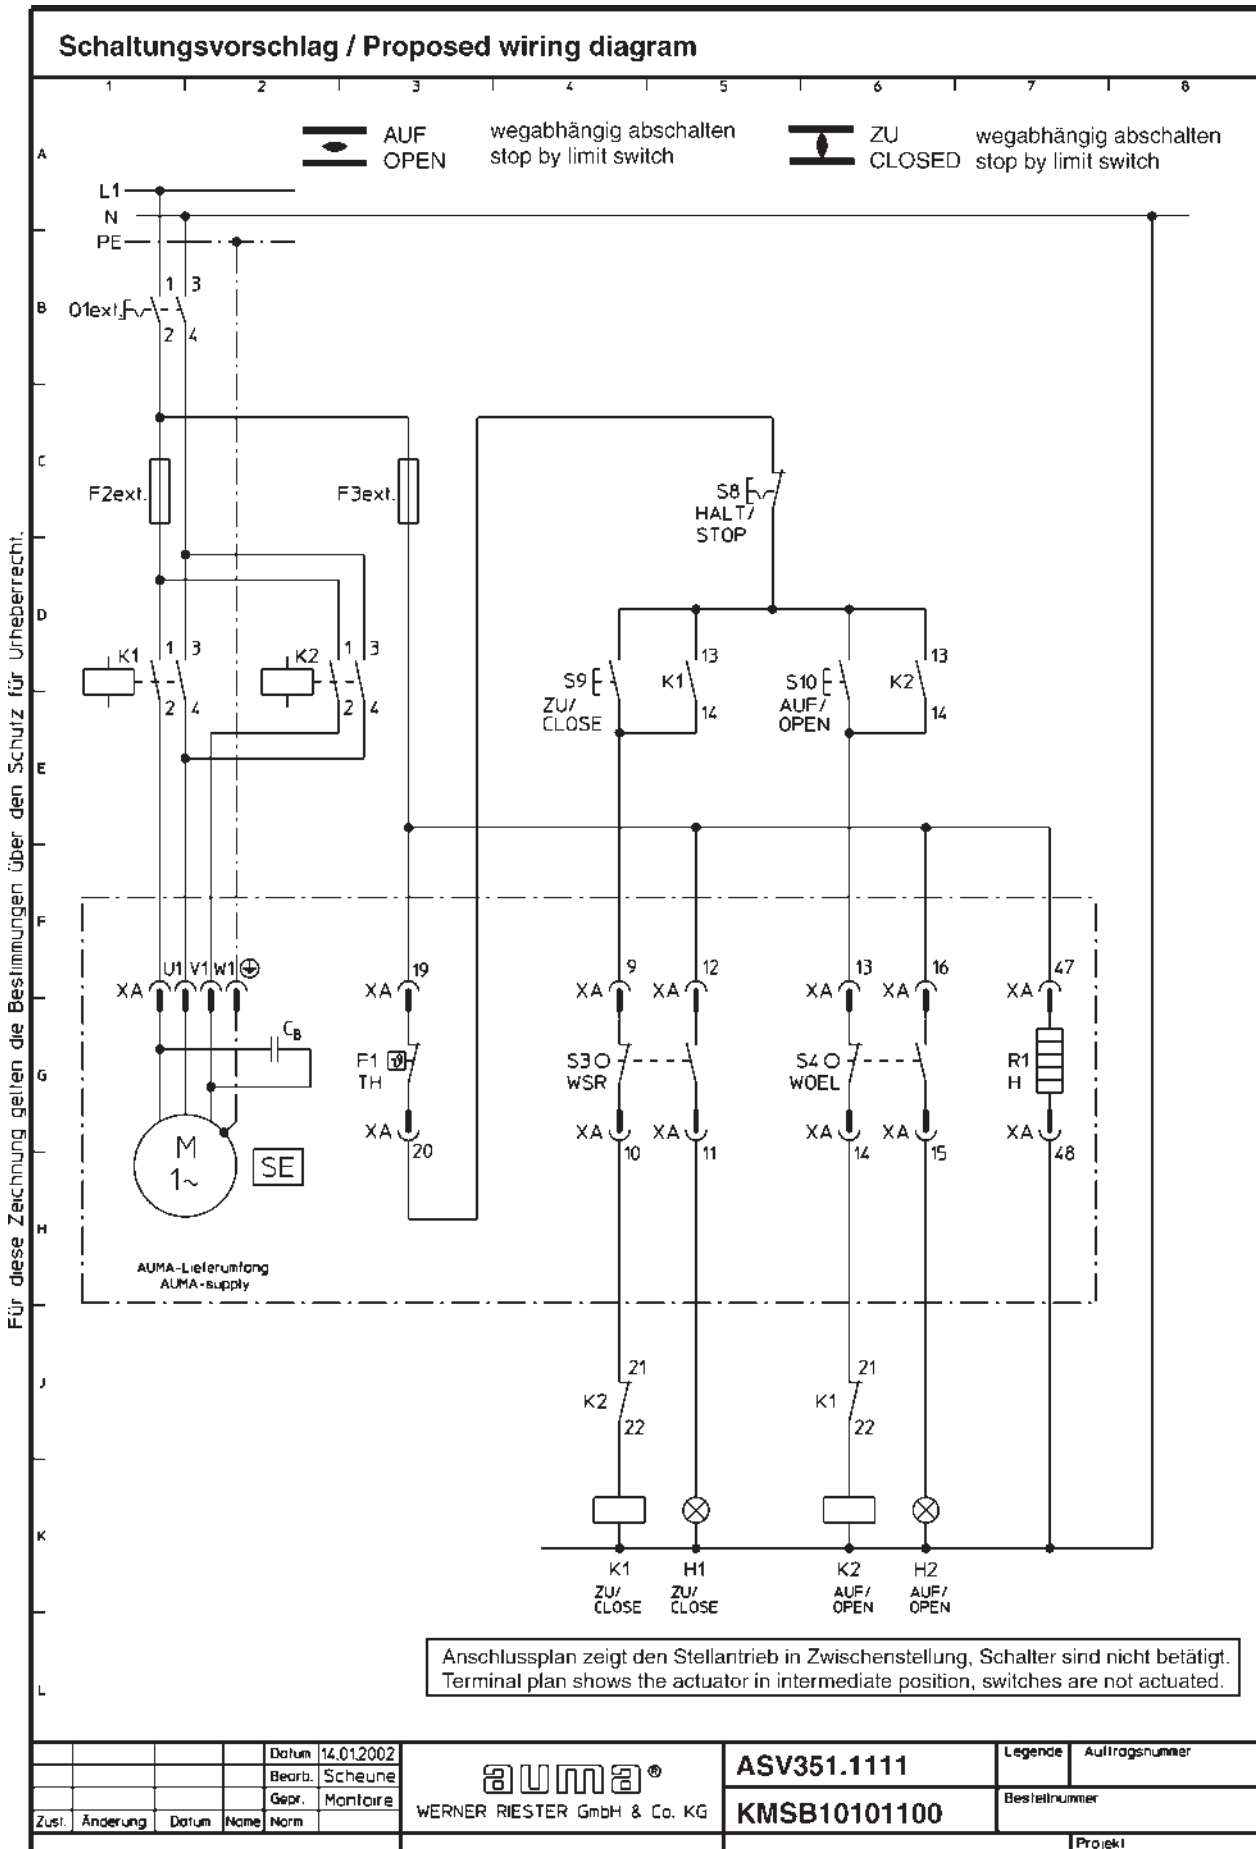 Schaltungsvorschlag / Proposed wiring diagram
1 2 3 4 5 6 7 8
A
AUF
OPEN
wegabhängig abschalten
stop by limit switch
ZU
CLOSED
wegabhängig abschalten
stop by limit switch
L1
N
PE
B
1 3
01ext.
2 4
C
F2ext.
F3ext.
S8
HALT/
STOP
D
K1 1 3
2 4
K2 1 3
2 4
S9
ZU/
CLOSE
K1 13
14
S10
AUF/
OPEN
K2 13
14
E
F
XA U1 V1 W1
XA 19
XA 9
XA 12
XA 13
XA 16
XA 47
G
CB
F1 ϑ
TH
S3
WSR
S4
WOEL
R1
H
M
1~
SE
XA 20
XA 10
XA 11
XA 14
XA 15
XA 48
H
AUMA-Lieferumfang
AUMA-supply
J
K2 21
22
K1 21
22
K
K1
ZU/
CLOSE
H1
ZU/
CLOSE
K2
AUF/
OPEN
H2
AUF/
OPEN
L
Anschlussplan zeigt den Stellantrieb in Zwischenstellung, Schalter sind nicht betätigt.
Terminal plan shows the actuator in intermediate position, switches are not actuated.
Für diese Zeichnung gelten die Bestimmungen über den Schutz für Urheberrecht.
Datum 14.01.2002
Bearb. Scheune
Gepr. Mantaire
Zust. Änderung Datum Name Norm
auma®
WERNER RIESTER GmbH & Co. KG
ASV351.1111
KMSB10101100
Legende
Auftragsnummer
Bestellnummer
Projekt